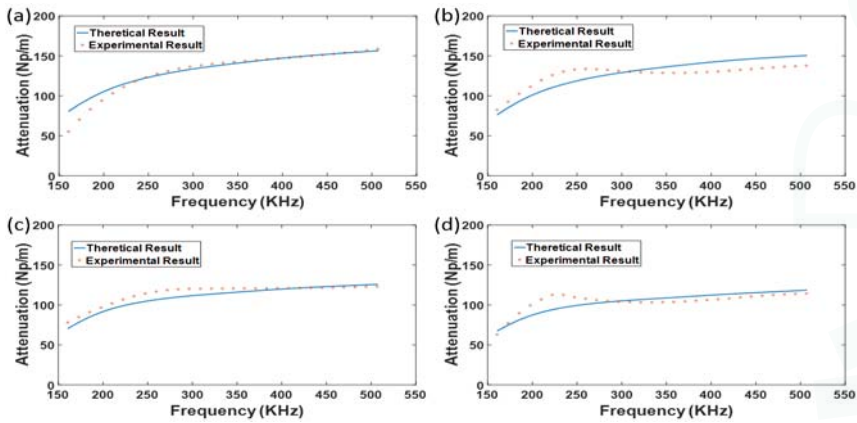 (a)
200
150
100
50
0
Attenuation (Np/m)
Theretical Result
Experimental Result
150 200 250 300 350 400 450 500 550
Frequency (KHz)
(b)
200
150
100
50
0
Attenuation (Np/m)
Theretical Result
Experimental Result
150 200 250 300 350 400 450 500 550
Frequency (KHz)
(c)
200
150
100
50
0
Attenuation (Np/m)
Theretical Result
Experimental Result
150 200 250 300 350 400 450 500 550
Frequency (KHz)
(d)
200
150
100
50
0
Attenuation (Np/m)
Theretical Result
Experimental Result
150 200 250 300 350 400 450 500 550
Frequency (KHz)